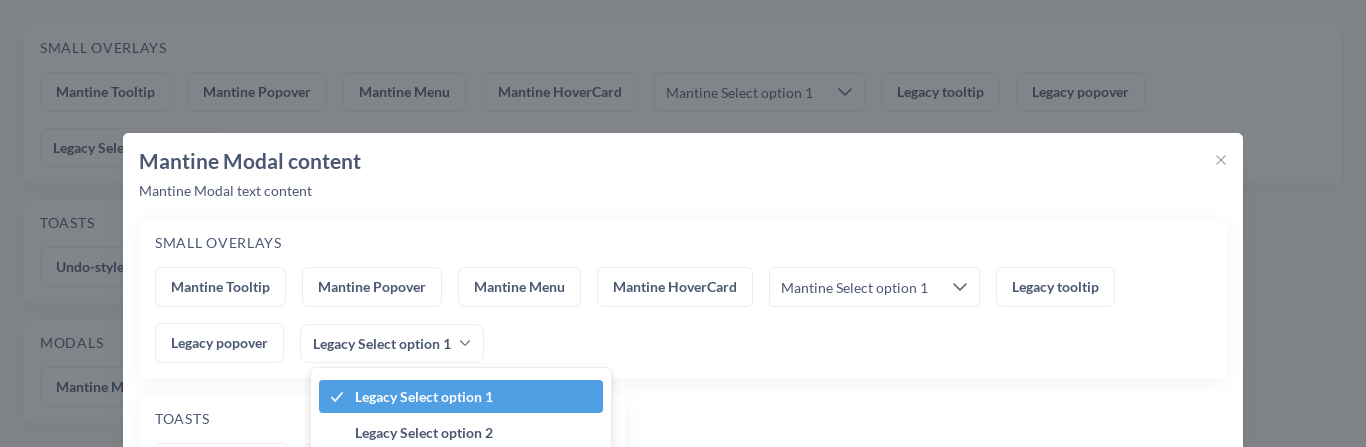 SMALL OVERLAYS
Mantine Tooltip Mantine Popover Mantine Menu Mantine HoverCard Mantine Select option 1 Legacy tooltip Legacy popover
Legacy Sele
Mantine Modal content
Mantine Modal text content
TOASTS
Undo-style
MODALS
Mantine M
SMALL OVERLAYS
Mantine Tooltip Mantine Popover Mantine Menu Mantine HoverCard Mantine Select option 1 Legacy tooltip
Legacy popover Legacy Select option 1
Legacy Select option 1
Legacy Select option 2
TOASTS